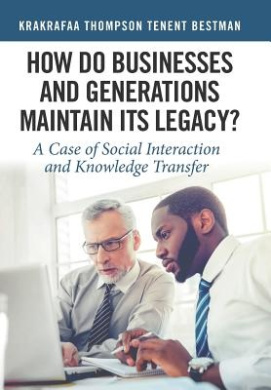 KRAKRAFAA THOMPSON TENENT BESTMAN
HOW DO BUSINESSES
AND GENERATIONS
MAINTAIN ITS LEGACY?
A Case of Social Interaction
and Knowledge Transfer